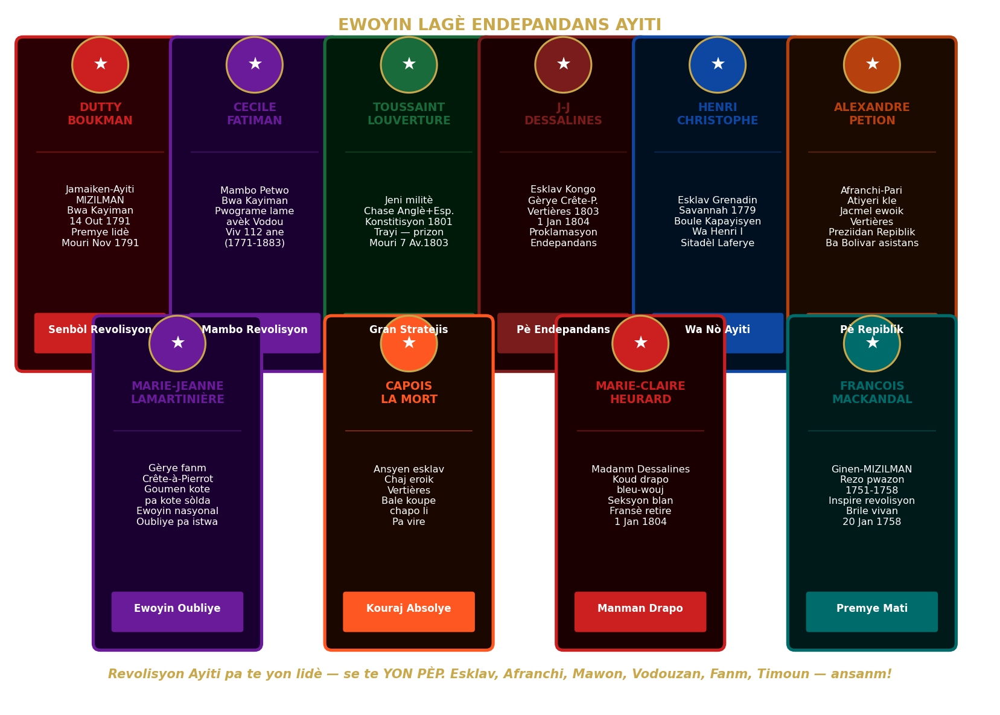 EWOYIN LAGÈ ENDEPANDANS AYITI
★
DUTTY
BOUKMAN
Jamaiken-Ayiti
MIZILMAN
Bwa Kayiman
14 Out 1791
Premye lidè
Mouri Nov 1791
Senbòl Revolisyon
★
CECILE
FATIMAN
Mambo Petwo
Bwa Kayiman
Pwograme lame
avèk Vodou
Viv 112 ane
(1771-1883)
Mambo Revolisyon
★
TOUSSAINT
LOUVERTURE
Jeni militè
Chase Anglè+Esp.
Konstitisyon 1801
Trayi — prizon
Mouri 7 Av.1803
Gran Stratejis
★
J-J
DESSALINES
Esklav Kongo
Gèrye Crête-P.
Vertières 1803
1 Jan 1804
Proklamasyon
Endepandans
Pè Endepandans
★
HENRI
CHRISTOPHE
Esklav Grenadin
Savannah 1779
Boule Kapayisyen
Wa Henri I
Sitadèl Laferye
Wa Nò Ayiti
★
ALEXANDRE
PETION
Afranchi-Pari
Atiyeri kle
Jacmel ewoik
Vertières
Preziidan Repiblik
Ba Bolivar asistans
Pè Repiblik
★
MARIE-JEANNE
LAMARTINIÈRE
Gèrye fanm
Crête-à-Pierrot
Goumen kote
pa kote sòlda
Ewoyin nasyonal
Oubliye pa istwa
Ewoyin Oubliye
★
CAPOIS
LA MORT
Ansyen esklav
Chaj eroik
Vertières
Bale koupe
chapo li
Pa vire
Kouraj Absolye
★
MARIE-CLAIRE
HEURARD
Madanm Dessalines
Koud drapo
bleu-wouj
Seksyon blan
Fransè retire
1 Jan 1804
Manman Drapo
★
FRANCOIS
MACKANDAL
Ginen-MIZILMAN
Rezo pwazon
1751-1758
Inspire revolisyon
Brile vivan
20 Jan 1758
Premye Mati
Revolisyon Ayiti pa te yon lidè — se te YON PÈP. Esklav, Afranchi, Mawon, Vodouzan, Fanm, Timoun — ansanm!